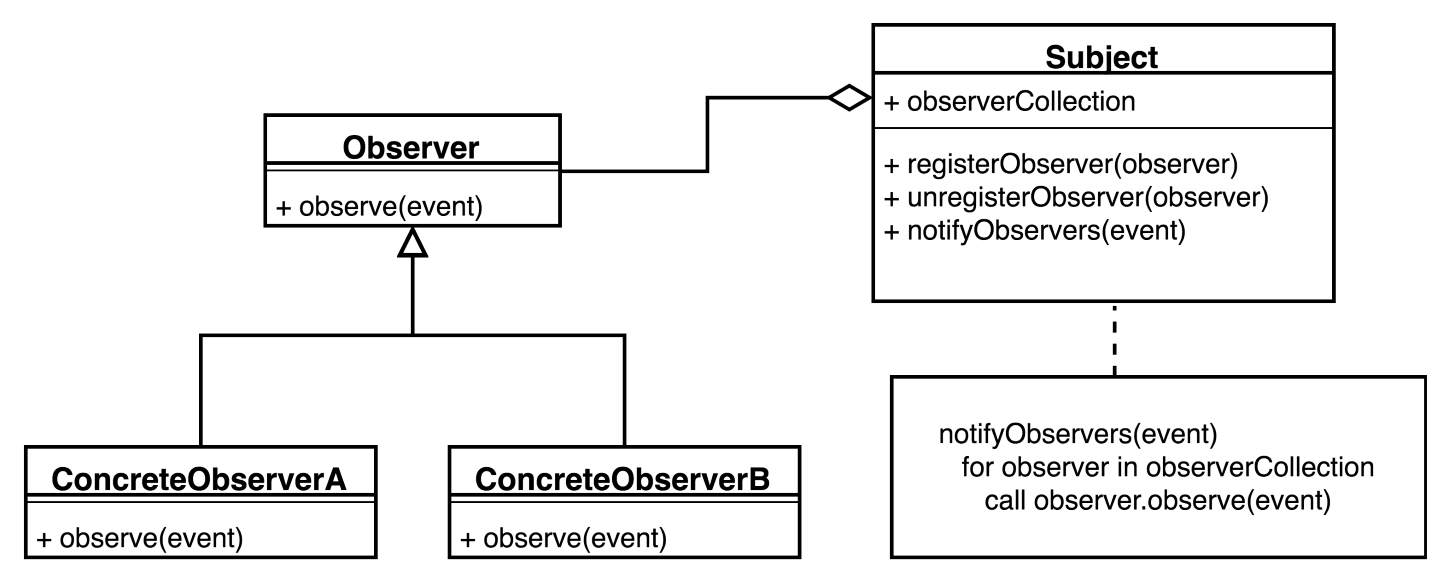 Subject
+ observerCollection
+ registerObserver(observer)
+ unregisterObserver(observer)
+ notifyObservers(event)
Observer
+ observe(event)
ConcreteObserverA
+ observe(event)
ConcreteObserverB
+ observe(event)
notifyObservers(event)
for observer in observerCollection
call observer.observe(event)